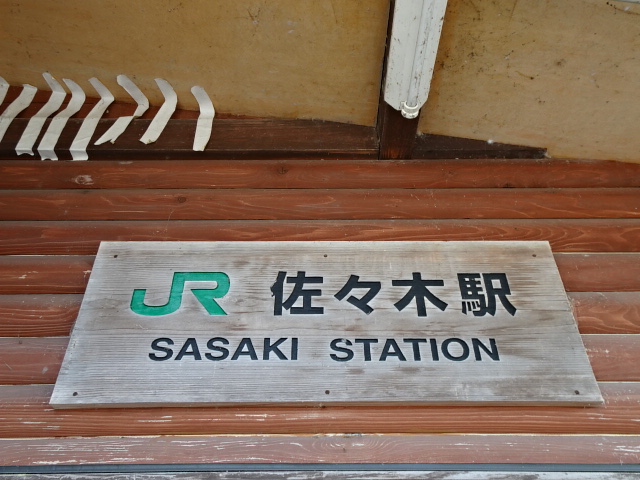 JR 佐々木駅
SASAKI STATION